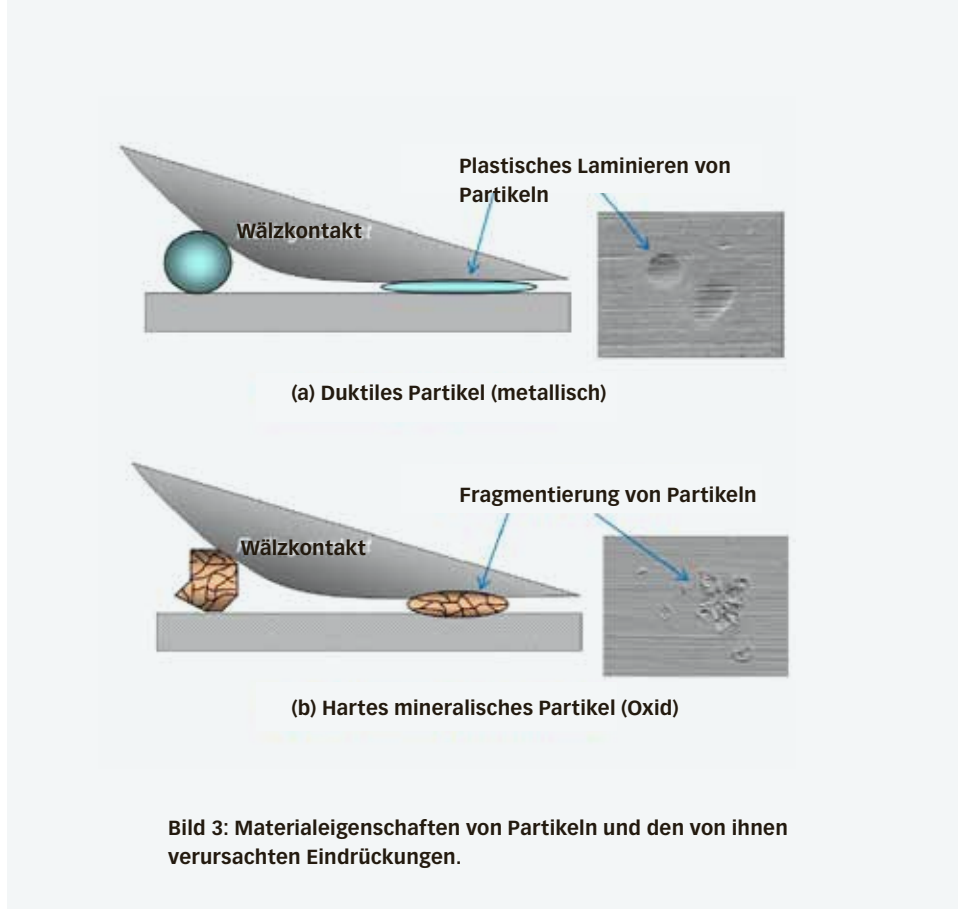 Plastisches Laminieren von
Partikeln
Wälzkontakt
(a) Duktiles Partikel (metallisch)
Fragmentierung von Partikeln
Wälzkontakt
(b) Hartes mineralisches Partikel (Oxid)
Bild 3: Materialeigenschaften von Partikeln und den von ihnen
verursachten Eindrückungen.